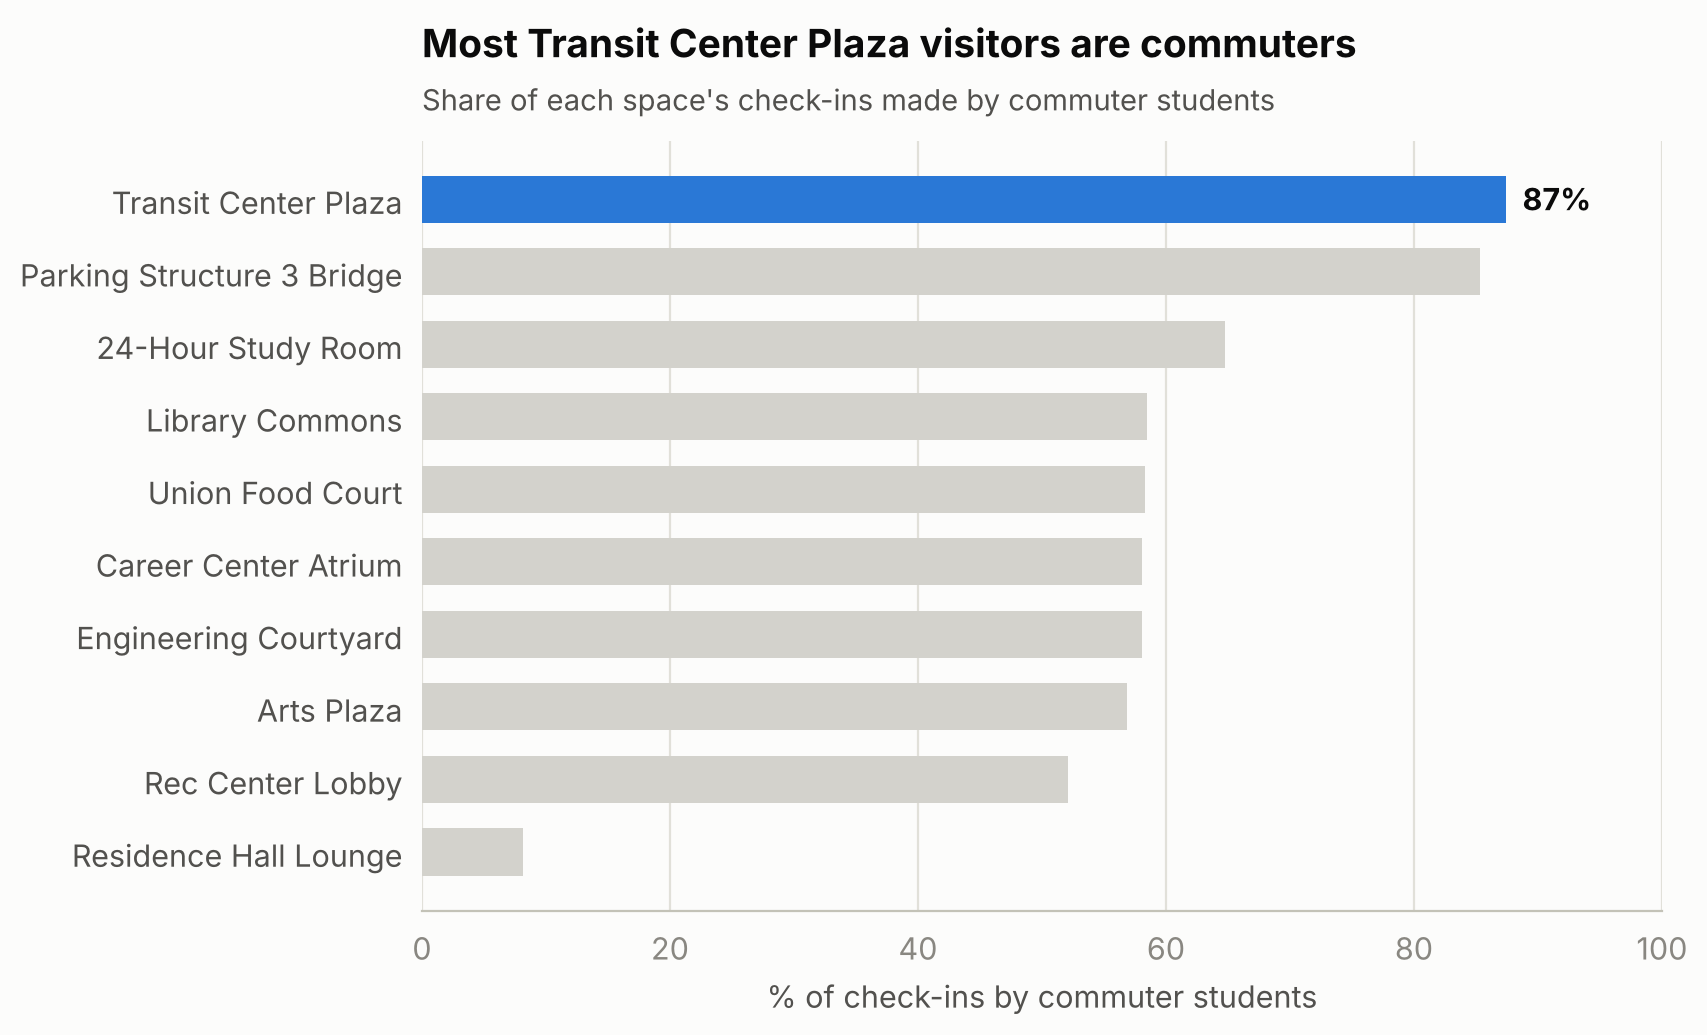 Most Transit Center Plaza visitors are commuters
Share of each space's check-ins made by commuter students
Transit Center Plaza
87%
Parking Structure 3 Bridge
24-Hour Study Room
Library Commons
Union Food Court
Career Center Atrium
Engineering Courtyard
Arts Plaza
Rec Center Lobby
Residence Hall Lounge
0 20 40 60 80 100
% of check-ins by commuter students